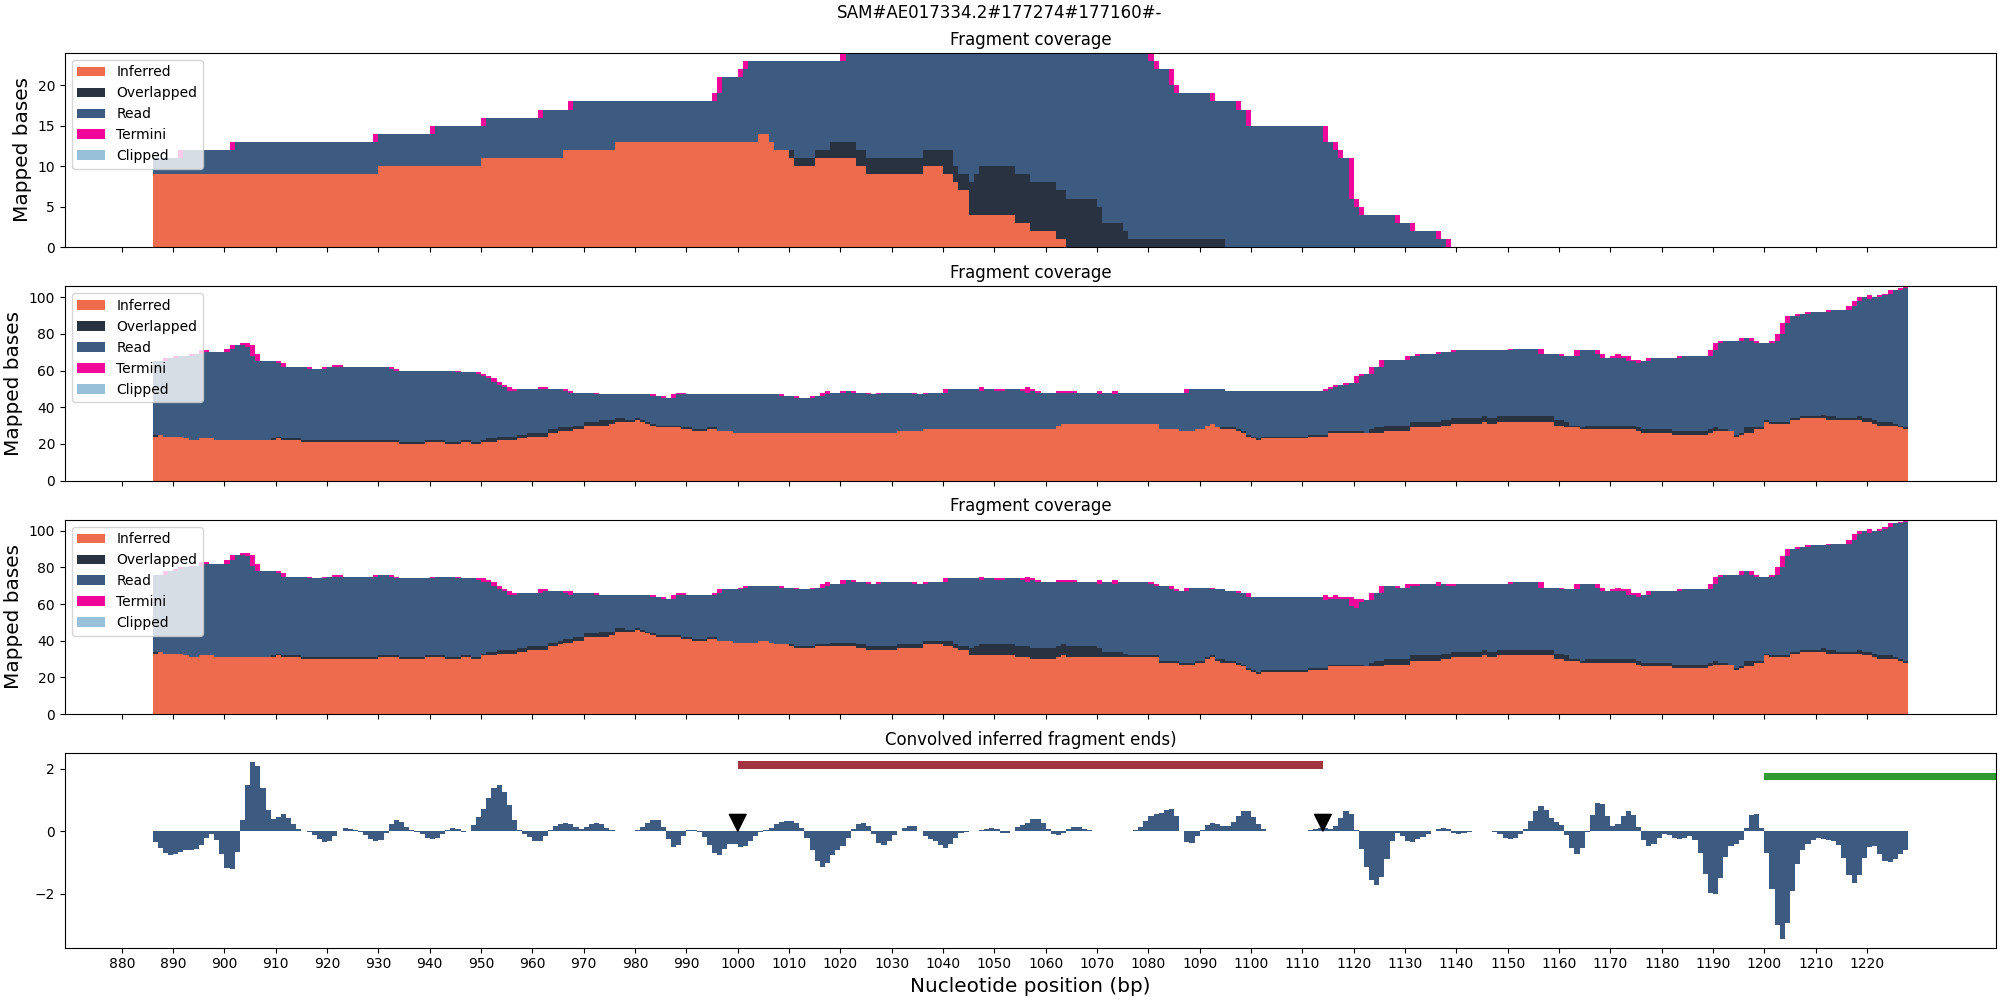 SAM#AE017334.2#177274#177160#-
Fragment coverage
Mapped bases
20
15
10
5
0
Inferred
Overlapped
Read
Termini
Clipped
Fragment coverage
Mapped bases
100
80
60
40
20
0
Inferred
Overlapped
Read
Termini
Clipped
Fragment coverage
Mapped bases
100
80
60
40
20
0
Inferred
Overlapped
Read
Termini
Clipped
Convolved inferred fragment ends)
2
0
−2
880 890 900 910 920 930 940 950 960 970 980 990 1000 1010 1020 1030 1040 1050 1060 1070 1080 1090 1100 1110 1120 1130 1140 1150 1160 1170 1180 1190 1200 1210 1220
Nucleotide position (bp)